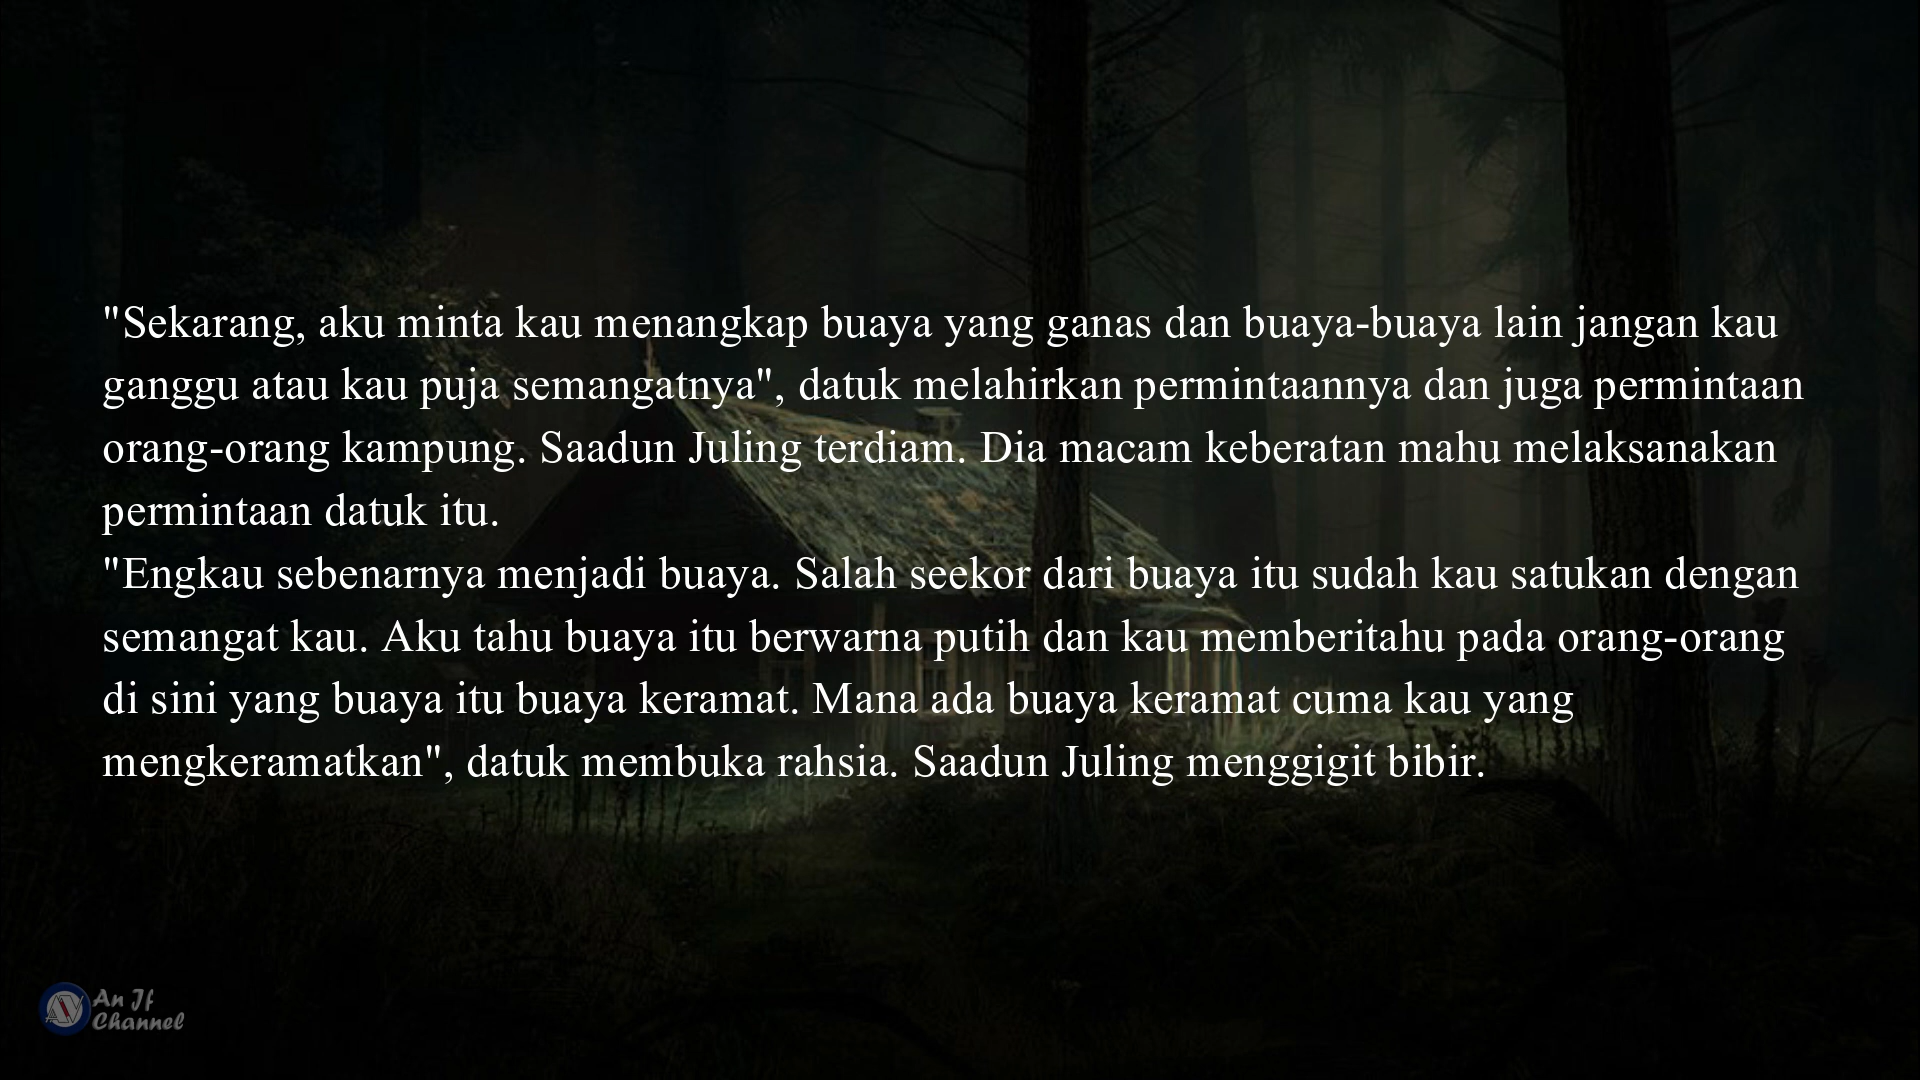 "Sekarang, aku minta kau menangkap buaya yang ganas dan buaya-buaya lain jangan kau
ganggu atau kau puja semangatnya", datuk melahirkan permintaannya dan juga permintaan
orang-orang kampung. Saadun Juling terdiam. Dia macam keberatan mahu melaksanakan
permintaan datuk itu.
"Engkau sebenarnya menjadi buaya. Salah seekor dari buaya itu sudah kau satukan dengan
semangat kau. Aku tahu buaya itu berwarna putih dan kau memberitahu pada orang-orang
di sini yang buaya itu buaya keramat. Mana ada buaya keramat cuma kau yang
mengkeramatkan", datuk membuka rahsia. Saadun Juling menggigit bibir.
An Jf
Channel